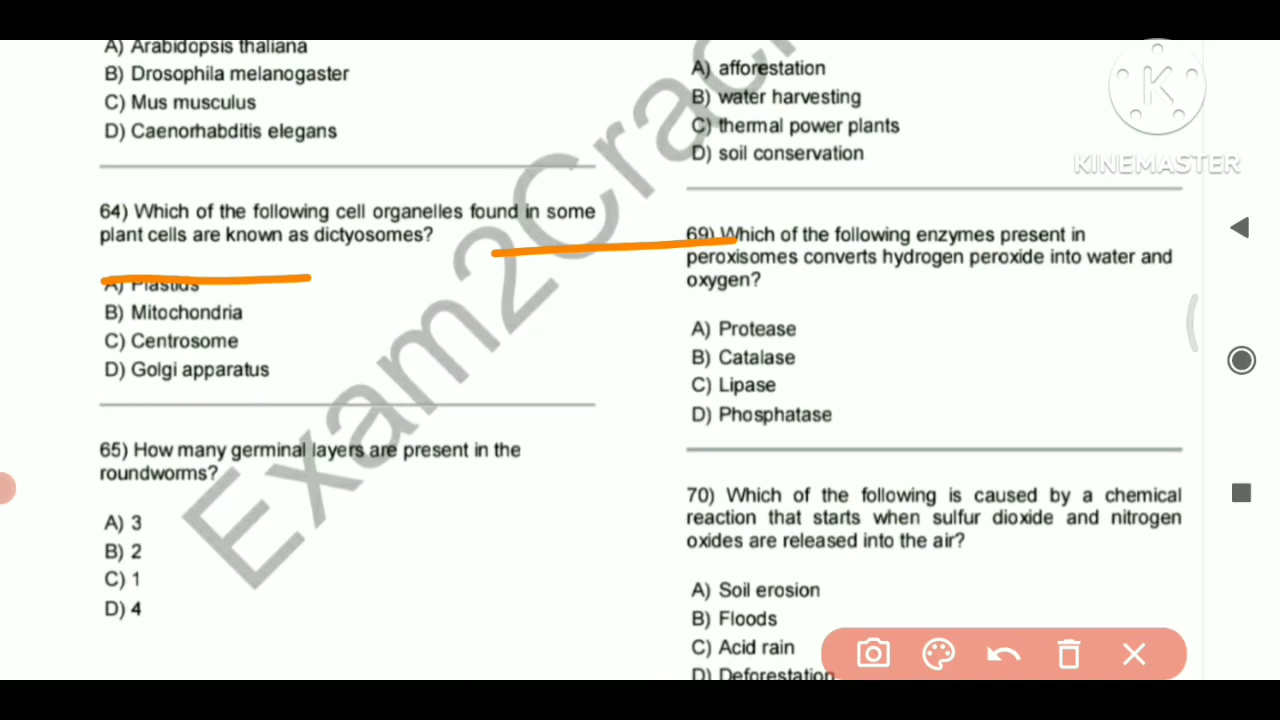 A) Arabidopsis thaliana
B) Drosophila melanogaster
C) Mus musculus
D) Caenorhabditis elegans
64) Which of the following cell organelles found in some
plant cells are known as dictyosomes?
A) Plastids
B) Mitochondria
C) Centrosome
D) Golgi apparatus
65) How many germinal layers are present in the
roundworms?
A) 3
B) 2
C) 1
D) 4
A) afforestation
B) water harvesting
C) thermal power plants
D) soil conservation
69) Which of the following enzymes present in
peroxisomes converts hydrogen peroxide into water and
oxygen?
A) Protease
B) Catalase
C) Lipase
D) Phosphatase
70) Which of the following is caused by a chemical
reaction that starts when sulfur dioxide and nitrogen
oxides are released into the air?
A) Soil erosion
B) Floods
C) Acid rain
D) Deforestation
Exam2Crac
K
KINEMASTER